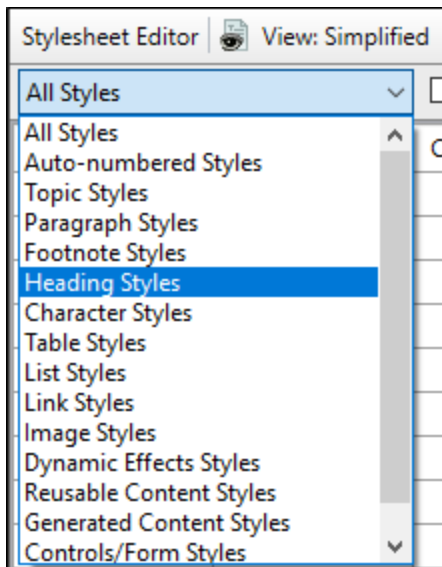 Stylesheet Editor View: Simplified
All Styles
All Styles
Auto-numbered Styles
Topic Styles
Paragraph Styles
Footnote Styles
Heading Styles
Character Styles
Table Styles
List Styles
Link Styles
Image Styles
Dynamic Effects Styles
Reusable Content Styles
Generated Content Styles
Controls/Form Styles